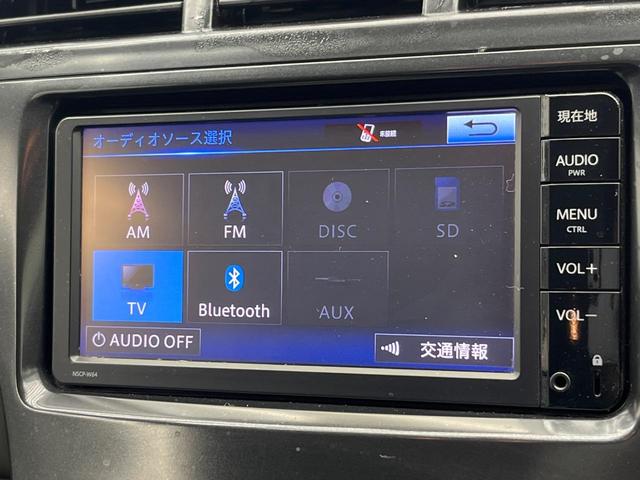 オーディオソース選択
未接続
AM
FM
DISC
SD
TV
Bluetooth
AUX
AUDIO OFF
交通情報
NSCP-W64
現在地
AUDIO
PWR
MENU
CTRL
VOL+
VOL−